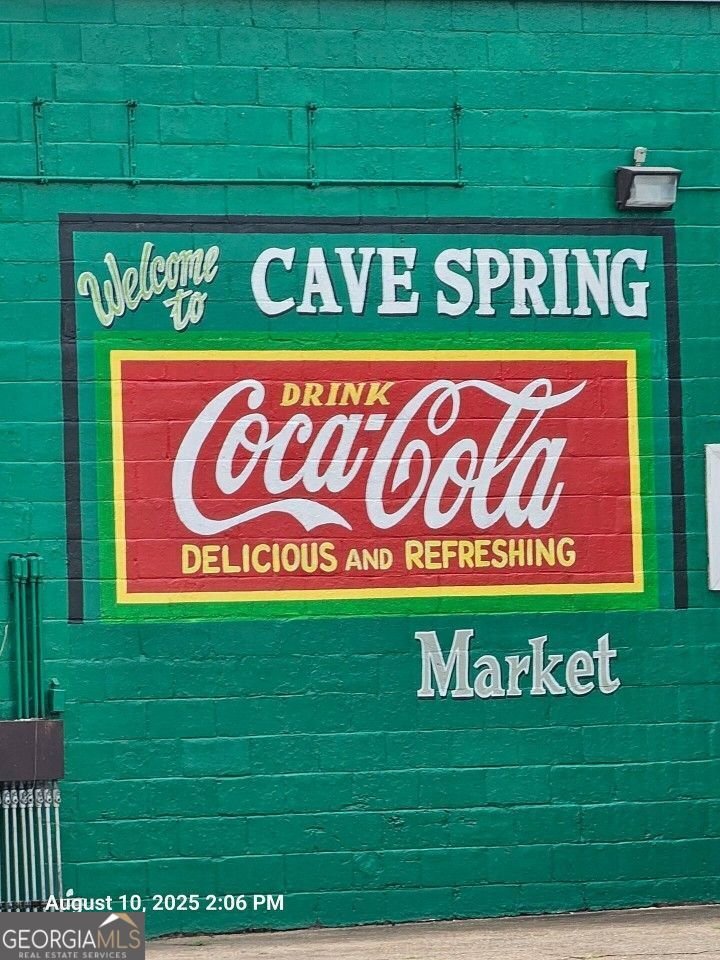 Welcome to
CAVE SPRING
DRINK
Coca-Cola
DELICIOUS AND REFRESHING
Market
August 10, 2025 2:06 PM
GEORGIAMLS
REAL ESTATE SERVICES